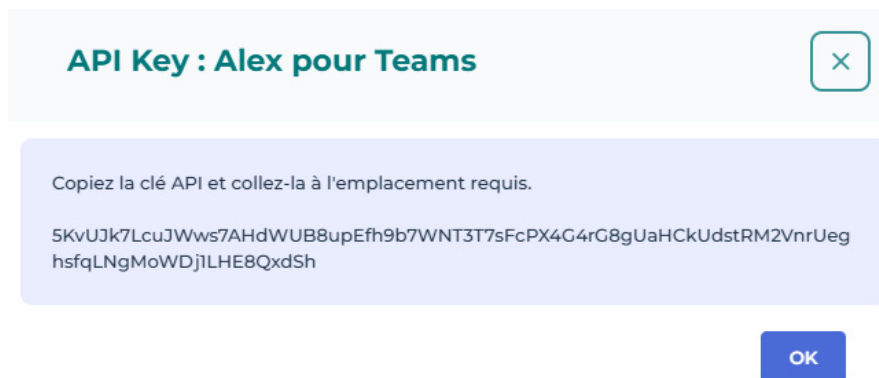 API Key : Alex pour Teams
Copiez la clé API et collez-la à l'emplacement requis.
5KvUJk7LcuJWws7AHdWUB8upEfh9b7WNT3T7sFcPX4G4rG8gUaHCkUdstRM2VnrUeg
hsfqLNgMoWDj1LHE8QxdSh
OK